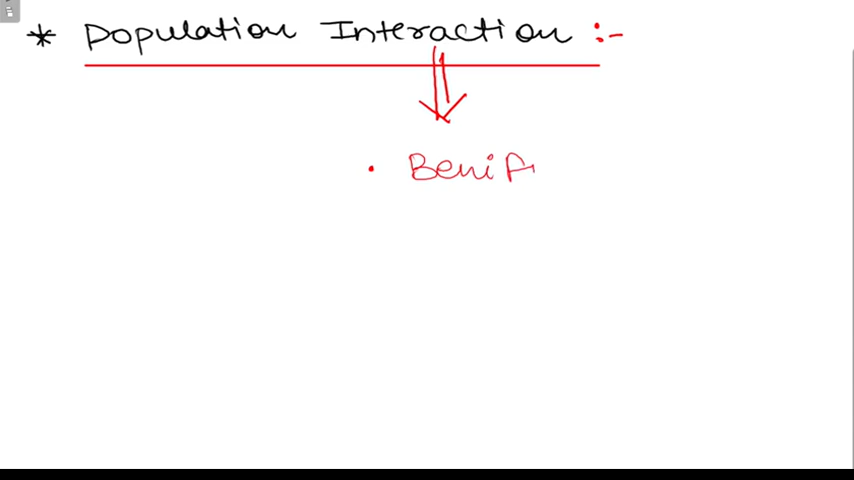 * Population Interaction :-
• Benif